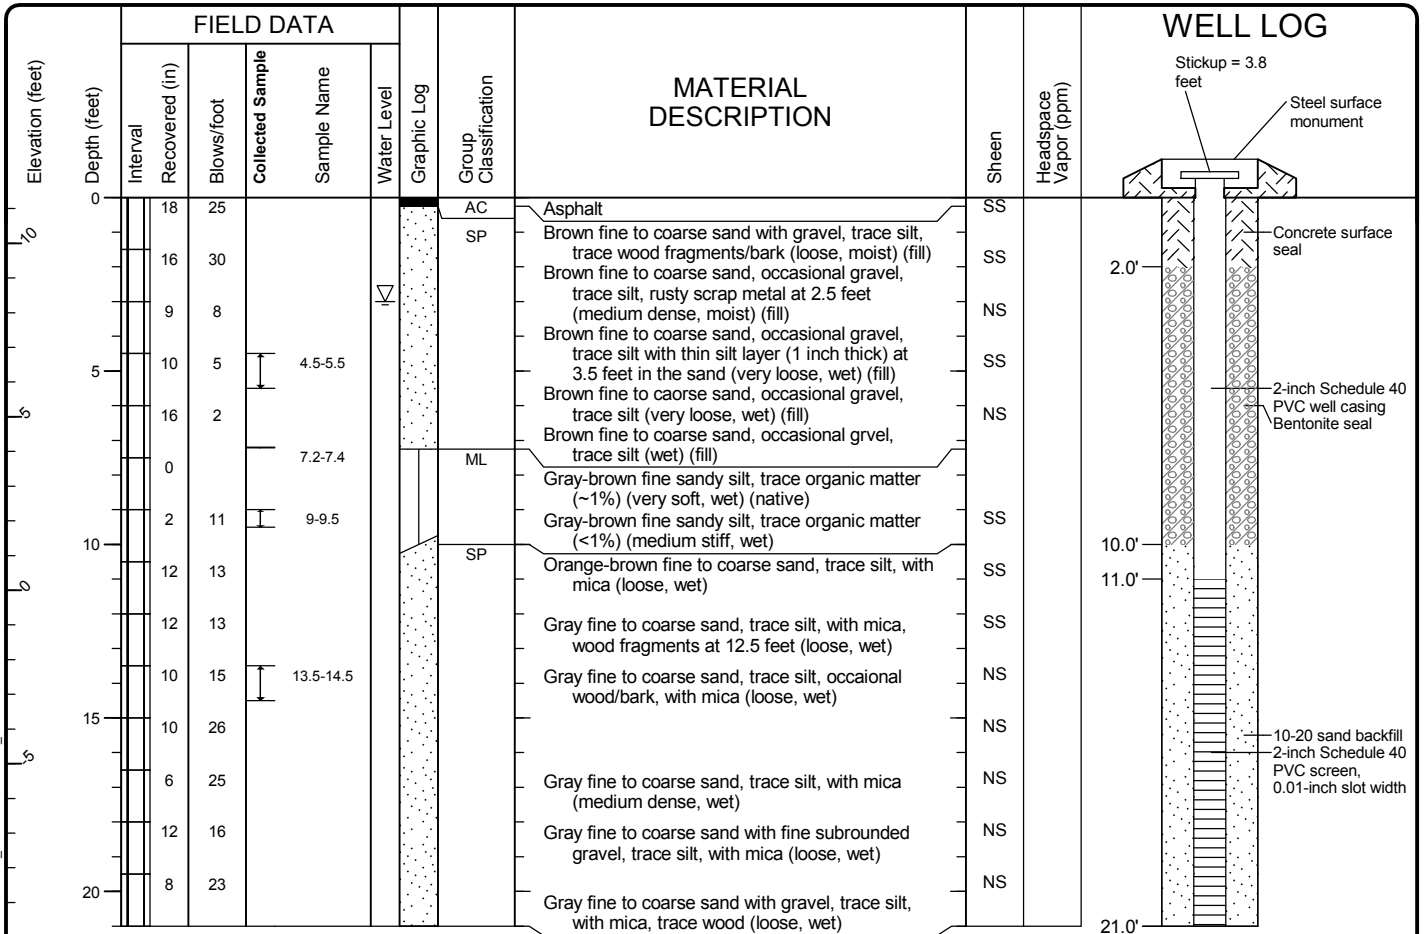 FIELD DATA
WELL LOG
Elevation (feet)
Depth (feet)
Interval
Recovered (in)
Blows/foot
Collected Sample
Sample Name
Water Level
Graphic Log
Group
Classification
MATERIAL
DESCRIPTION
Sheen
Headspace
Vapor (ppm)
Stickup = 3.8
feet
Steel surface
monument
0
18 25
AC
Asphalt
SS
10
SP
Brown fine to coarse sand with gravel, trace silt,
trace wood fragments/bark (loose, moist) (fill)
Concrete surface
seal
16 30
SS
2.0'
Brown fine to coarse sand, occasional gravel,
trace silt, rusty scrap metal at 2.5 feet
(medium dense, moist) (fill)
9 8
NS
Brown fine to coarse sand, occasional gravel,
trace silt with thin silt layer (1 inch thick) at
3.5 feet in the sand (very loose, wet) (fill)
10 5 4.5-5.5
SS
5
Brown fine to caorse sand, occasional gravel,
trace silt (very loose, wet) (fill)
2-inch Schedule 40
PVC well casing
Bentonite seal
5
16 2
NS
Brown fine to coarse sand, occasional grvel,
trace silt (wet) (fill)
7.2-7.4
0
ML
Gray-brown fine sandy silt, trace organic matter
(~1%) (very soft, wet) (native)
2 11 9-9.5
Gray-brown fine sandy silt, trace organic matter
(<1%) (medium stiff, wet)
SS
10
10.0'
SP
Orange-brown fine to coarse sand, trace silt, with
mica (loose, wet)
12 13
SS
11.0'
0
12 13
Gray fine to coarse sand, trace silt, with mica,
wood fragments at 12.5 feet (loose, wet)
SS
10 15 13.5-14.5
Gray fine to coarse sand, trace silt, occaional
wood/bark, with mica (loose, wet)
NS
15
10 26
NS
10-20 sand backfill
2-inch Schedule 40
PVC screen,
0.01-inch slot width
-5
6 25
Gray fine to coarse sand, trace silt, with mica
(medium dense, wet)
NS
12 16
Gray fine to coarse sand with fine subrounded
gravel, trace silt, with mica (loose, wet)
NS
8 23
NS
20
Gray fine to coarse sand with gravel, trace silt,
with mica, trace wood (loose, wet)
21.0'